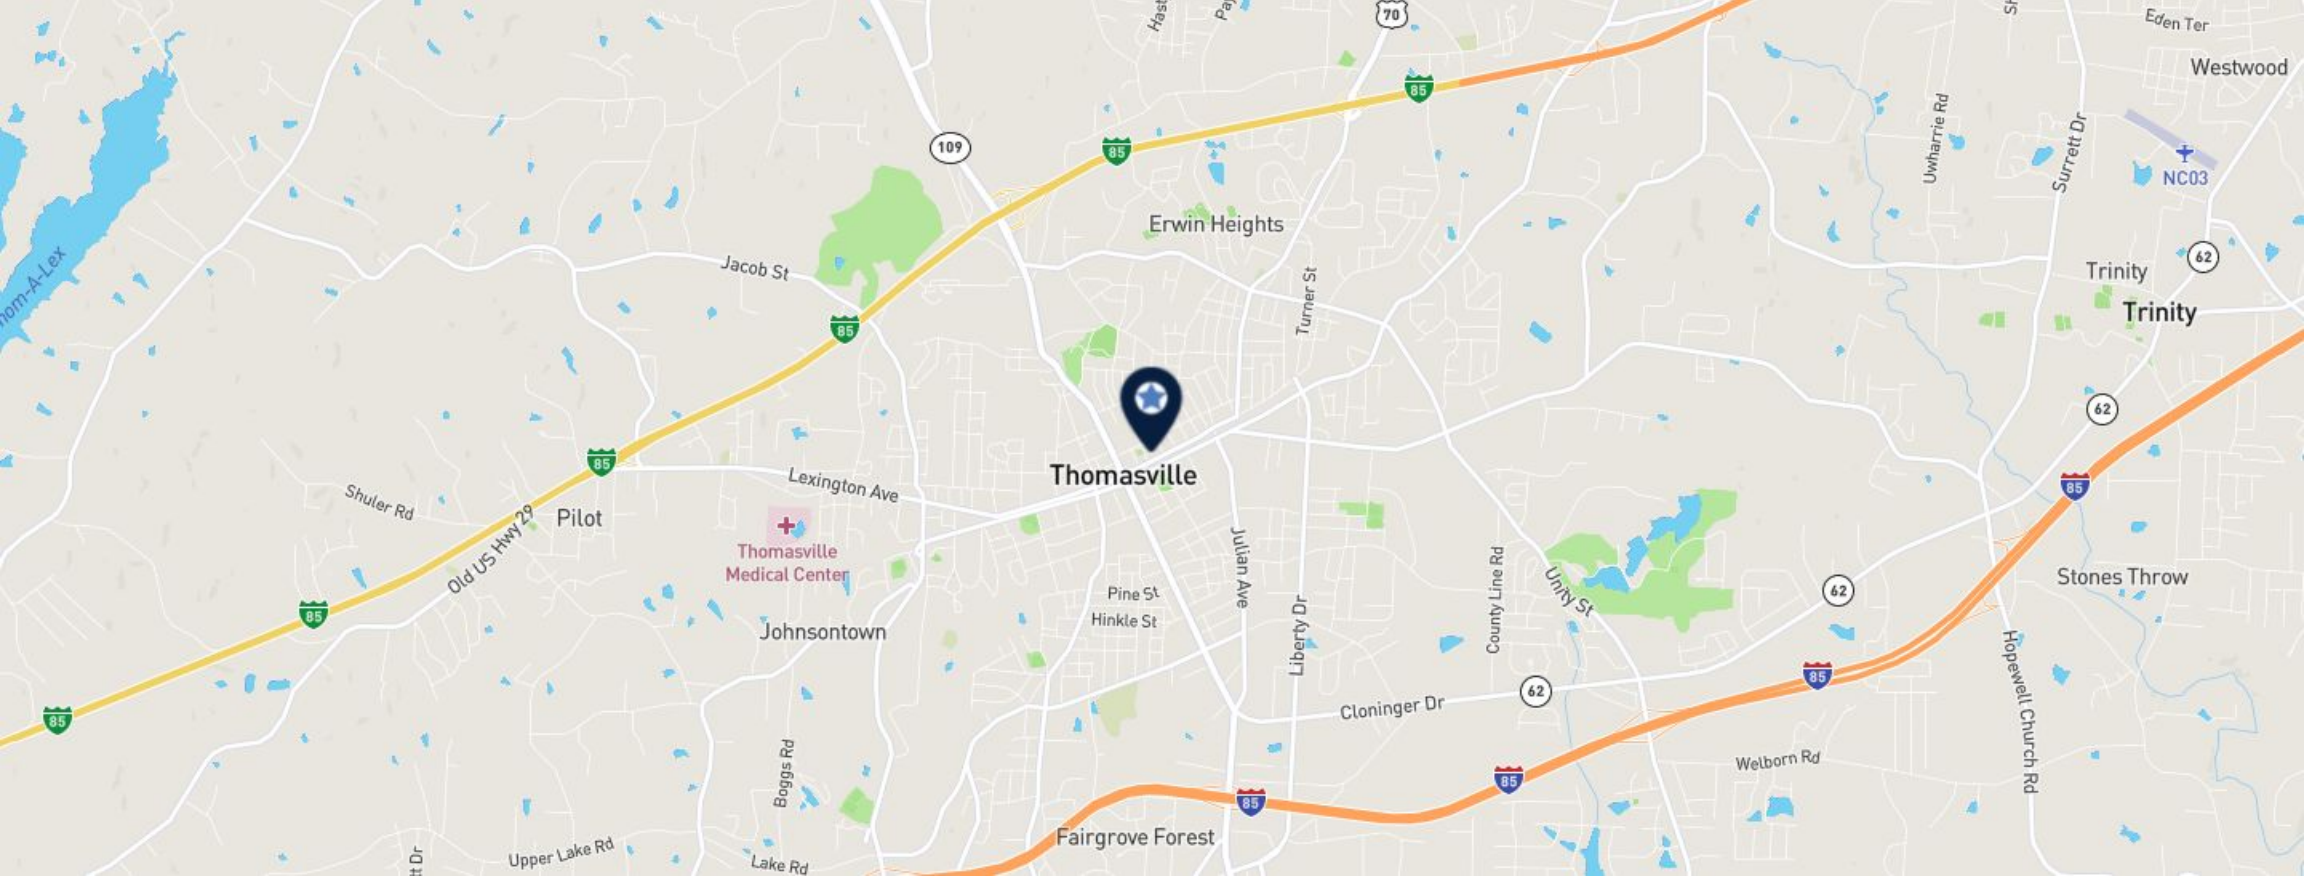 70
Eden Ter
Westwood
85
109
85
Uwharrie Rd
Surrett Dr
NC03
Erwin Heights
62
Jacob St
Trinity
Turner St
Trinity
85
62
Thomasville
85
Lexington Ave
85
Shuler Rd
Pilot
Old US Hwy 29
Thomasville
Medical Center
Julian Ave
County Line Rd
Unity St
Stones Throw
62
Pine St
85
Hinkle St
Johnsontown
Liberty Dr
85
62
Cloninger Dr
Hopewell Church Rd
85
Boggs Rd
Welborn Rd
85
85
Fairgrove Forest
Upper Lake Rd
Lake Rd